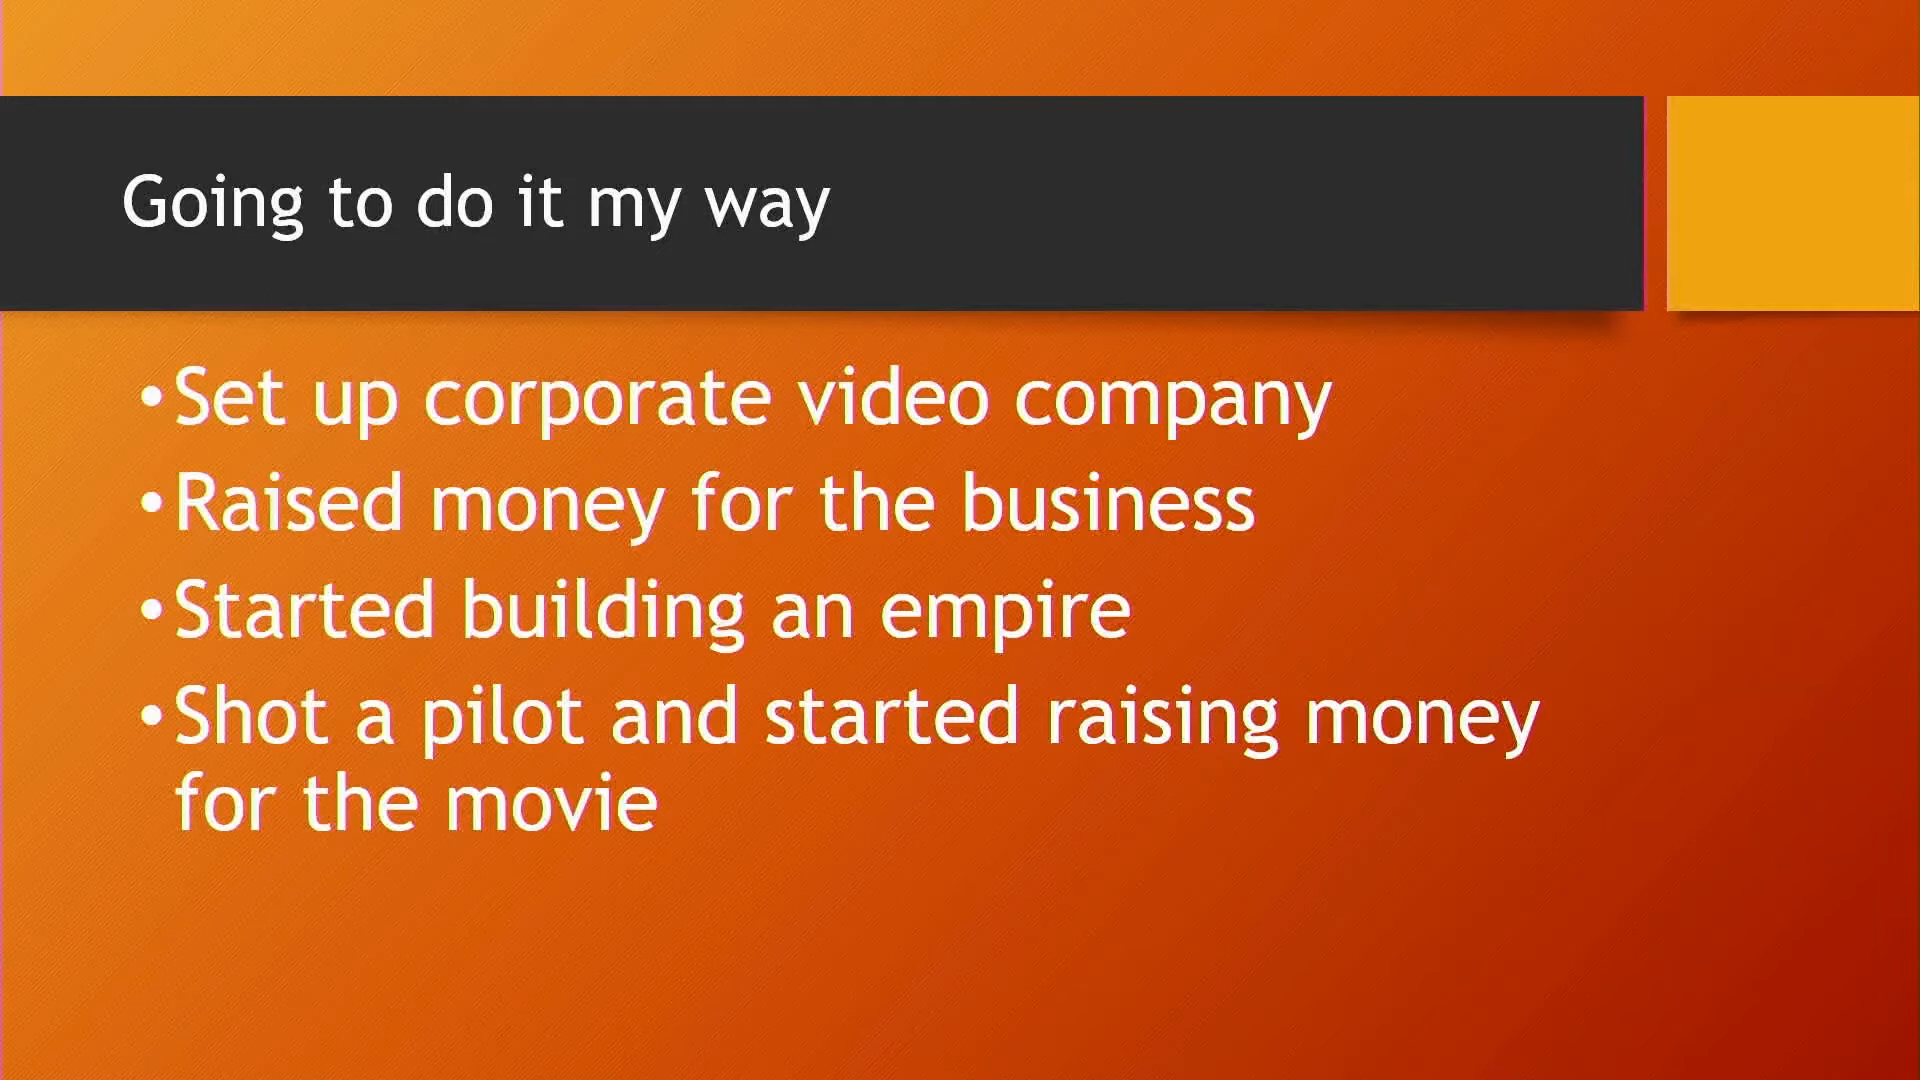 Going to do it my way
•Set up corporate video company
•Raised money for the business
•Started building an empire
•Shot a pilot and started raising money
for the movie